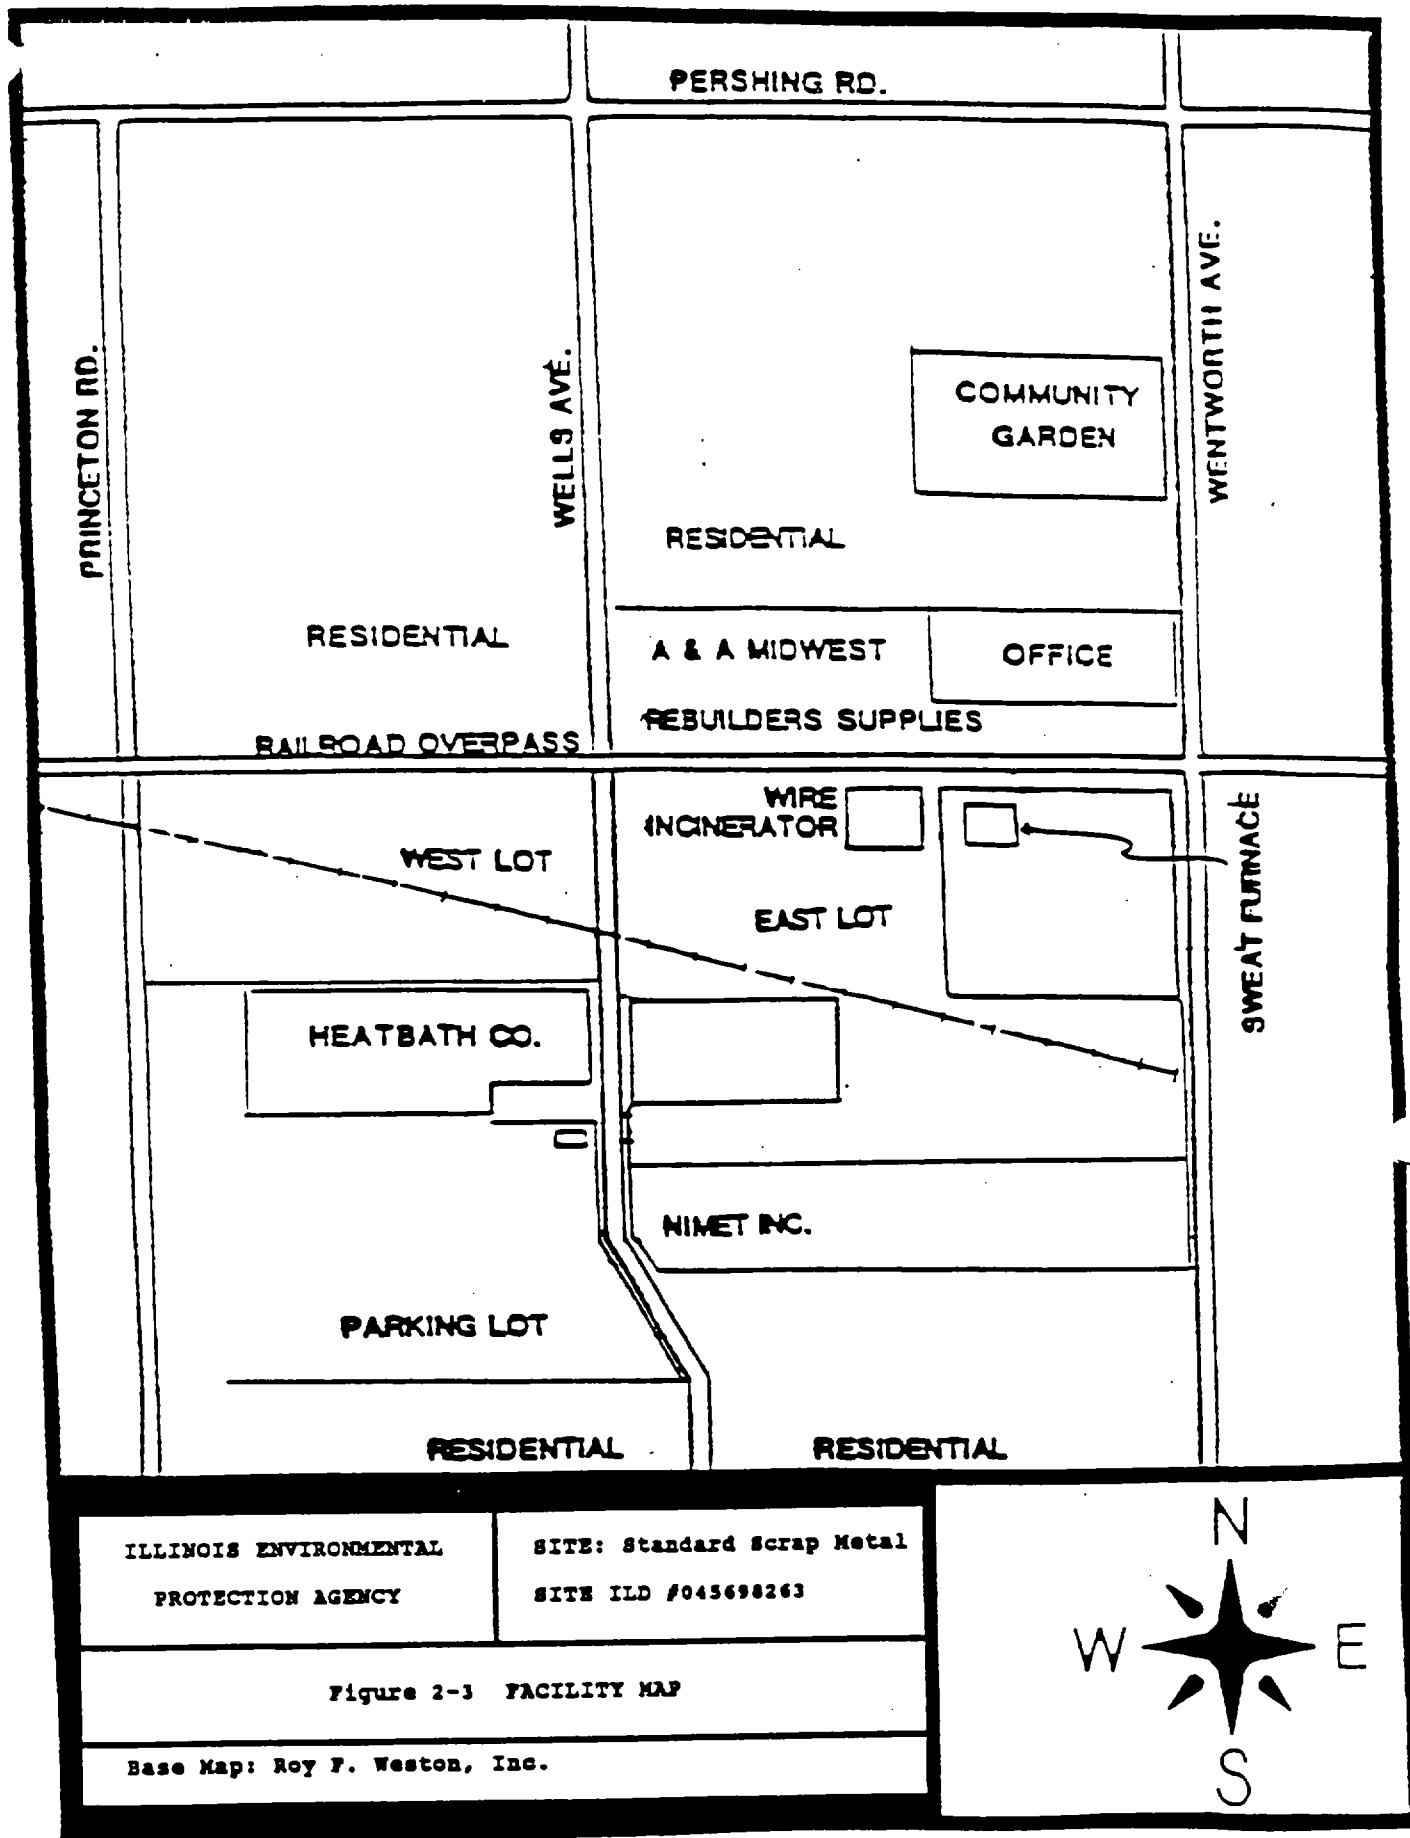 PERSHING RD.
PRINCETON RD.
WELLS AVE.
WENTWORTH AVE.
COMMUNITY
GARDEN
RESIDENTIAL
RESIDENTIAL
A & A MIDWEST
OFFICE
REBUILDERS SUPPLIES
RAILROAD OVERPASS
WIRE
INCINERATOR
SWEAT FURNACE
WEST LOT
EAST LOT
HEATBATH CO.
NIMET INC.
PARKING LOT
RESIDENTIAL
RESIDENTIAL
ILLINOIS ENVIRONMENTAL
PROTECTION AGENCY
SITE: Standard Scrap Metal
SITE ILD #045698263
Figure 2-3 FACILITY MAP
Base Map: Roy F. Weston, Inc.
N
W E
S